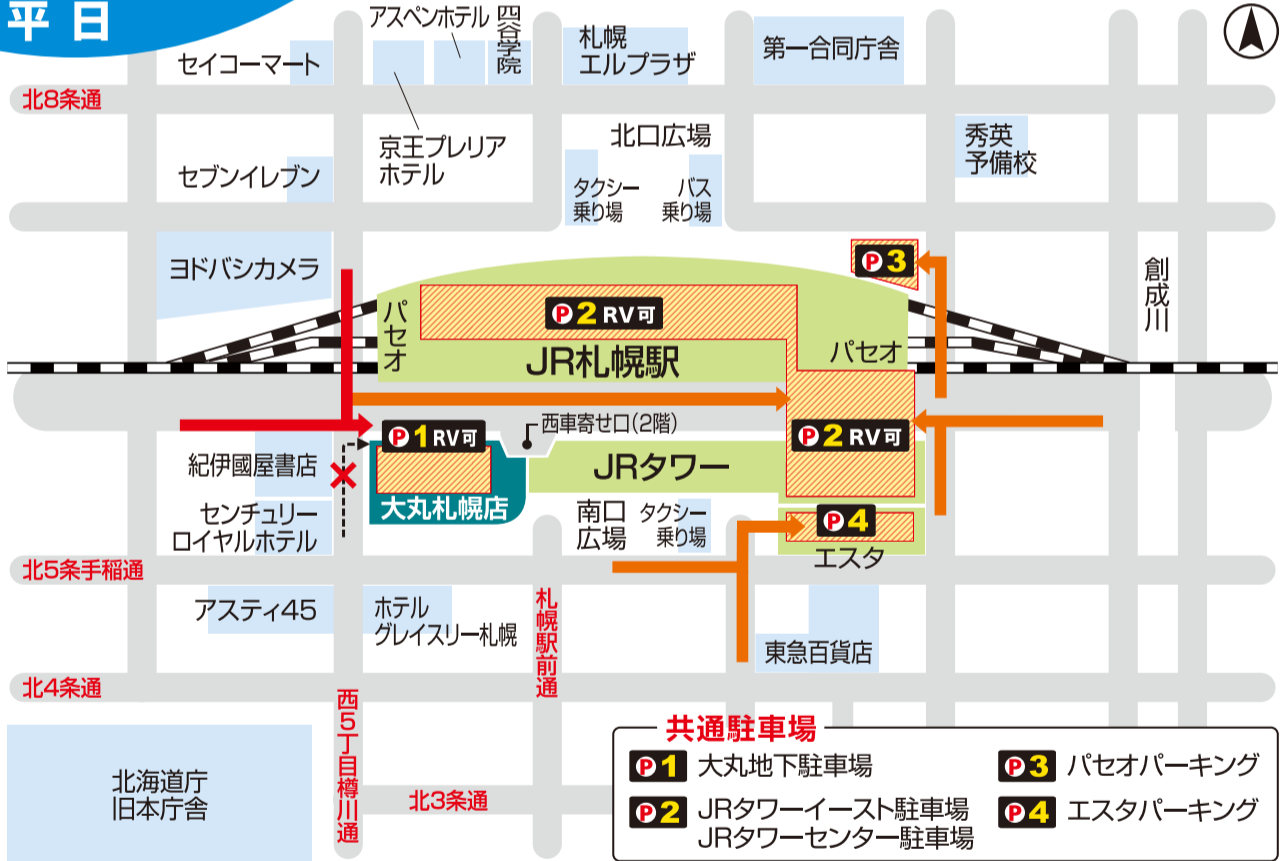 平日
アスペンホテル
四谷学院
札幌
エルプラザ
第一合同庁舎
セイコーマート
北8条通
京王プレリア
ホテル
北口広場
秀英
予備校
セブンイレブン
タクシー
乗り場
バス
乗り場
ヨドバシカメラ
P3
創成川
パセオ
P2 RV可
JR札幌駅
パセオ
西車寄せ口(2階)
P1 RV可
P2 RV可
紀伊國屋書店
JRタワー
大丸札幌店
センチュリー
ロイヤルホテル
南口
広場
タクシー
乗り場
P4
エスタ
北5条手稲通
アスティ45
ホテル
グレイスリー札幌
札幌駅前通
東急百貨店
北4条通
西5丁目樽川通
北海道庁
旧本庁舎
北3条通
共通駐車場
P1 大丸地下駐車場
P2 JRタワーイースト駐車場
JRタワーセンター駐車場
P3 パセオパーキング
P4 エスタパーキング